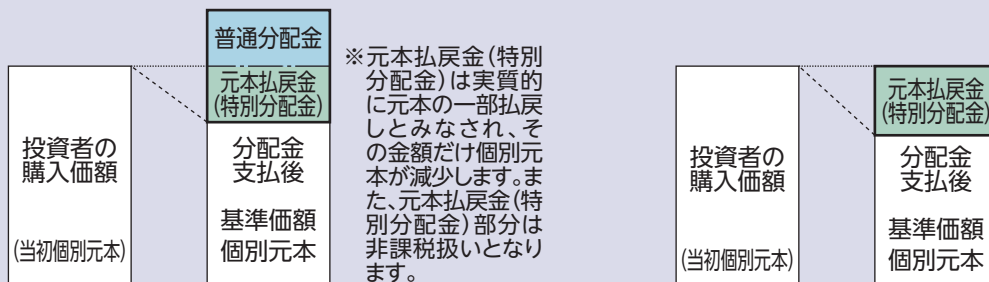 普通分配金
元本払戻金
(特別分配金)
投資者の
購入価額
(当初個別元本)
分配金
支払後
基準価額
個別元本
※元本払戻金(特別
分配金)は実質的
に元本の一部払戻
しとみなされ、そ
の金額だけ個別元
本が減少します。ま
た、元本払戻金(特
別分配金)部分は
非課税扱いとなり
ます。
元本払戻金
(特別分配金)
投資者の
購入価額
(当初個別元本)
分配金
支払後
基準価額
個別元本